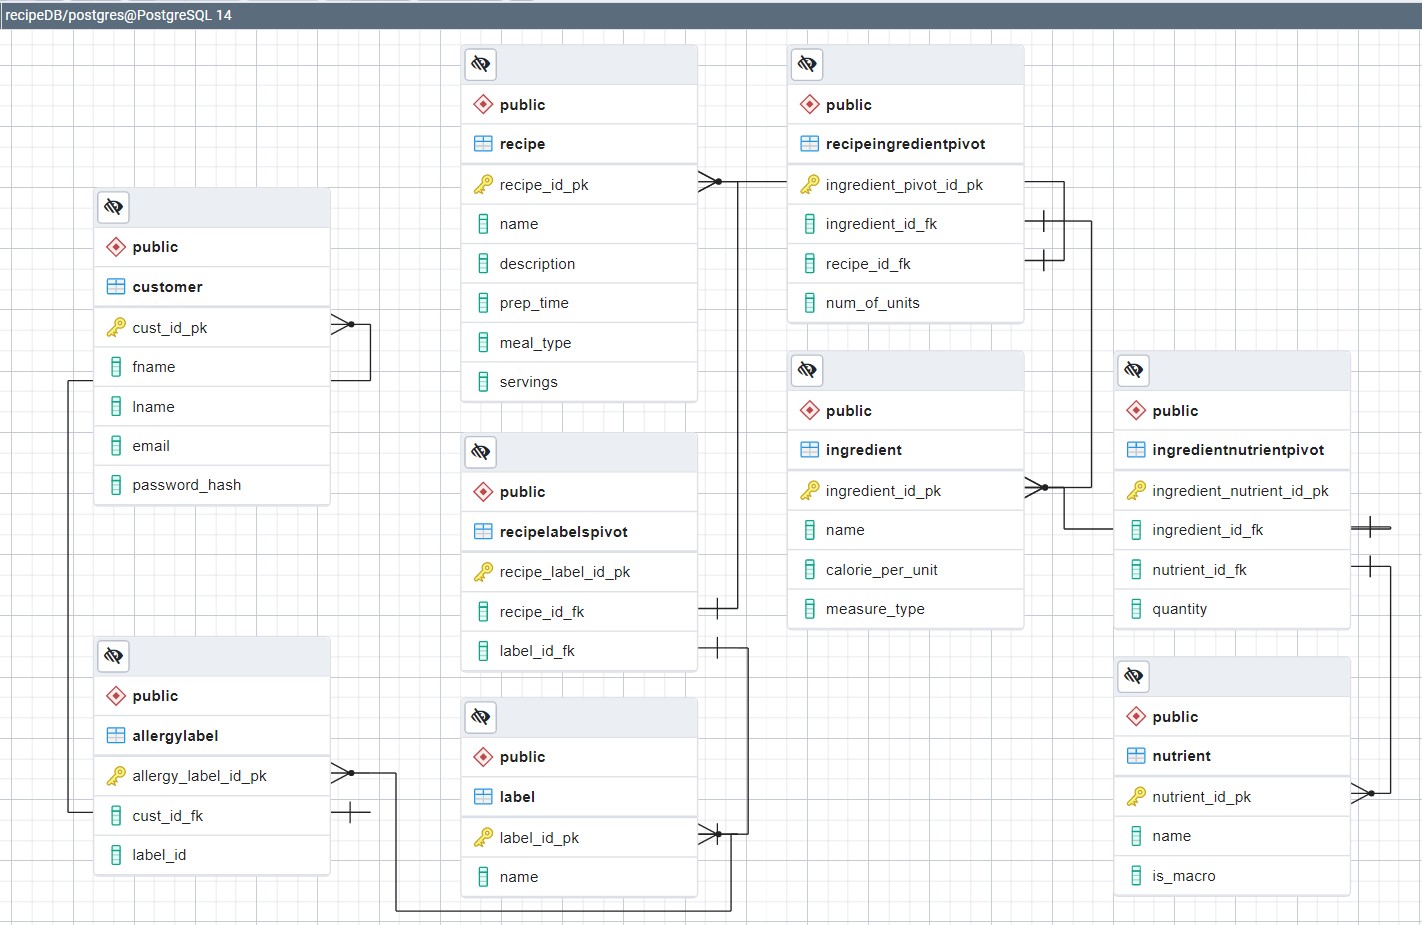 recipeDB/postgres@PostgreSQL 14
public
customer
cust_id_pk
fname
lname
email
password_hash
public
allergylabel
allergy_label_id_pk
cust_id_fk
label_id
public
recipe
recipe_id_pk
name
description
prep_time
meal_type
servings
public
recipelabelspivot
recipe_label_id_pk
recipe_id_fk
label_id_fk
public
label
label_id_pk
name
public
recipeingredientpivot
ingredient_pivot_id_pk
ingredient_id_fk
recipe_id_fk
num_of_units
public
ingredient
ingredient_id_pk
name
calorie_per_unit
measure_type
public
ingredientnutrientpivot
ingredient_nutrient_id_pk
ingredient_id_fk
nutrient_id_fk
quantity
public
nutrient
nutrient_id_pk
name
is_macro